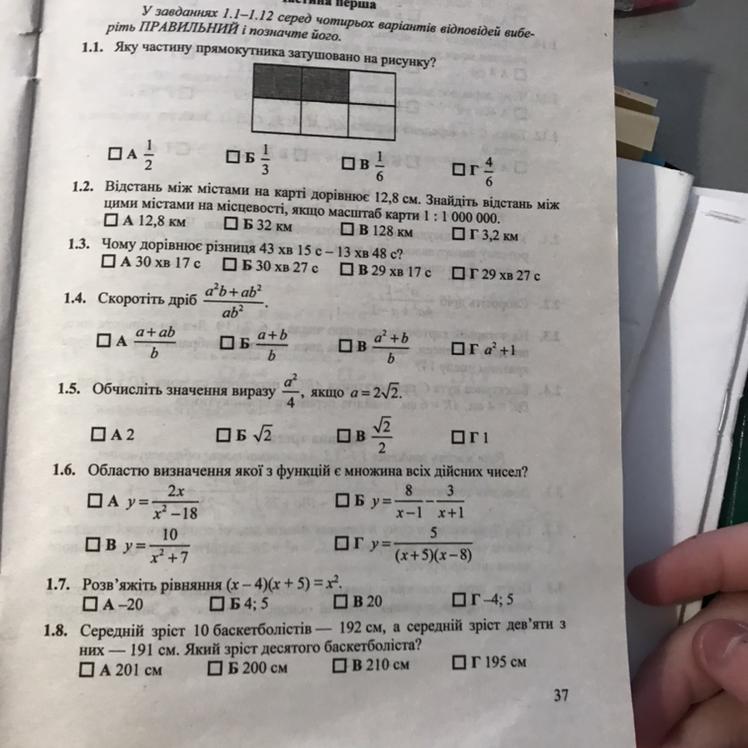 Частина перша
У завданнях 1.1–1.12 серед чотирьох варіантів відповідей вибе-
ріть ПРАВИЛЬНИЙ і позначте його.
1.1. Яку частину прямокутника затушовано на рисунку?
А 1/2 Б 1/3 В 1/6 Г 4/6
1.2. Відстань між містами на карті дорівнює 12,8 см. Знайдіть відстань між
цими містами на місцевості, якщо масштаб карти 1 : 1 000 000.
А 12,8 км Б 32 км В 128 км Г 3,2 км
1.3. Чому дорівнює різниця 43 хв 15 с – 13 хв 48 с?
А 30 хв 17 с Б 30 хв 27 с В 29 хв 17 с Г 29 хв 27 с
1.4. Скоротіть дріб (a²b + ab²)/(ab²).
А (a + ab)/b Б (a + b)/b В (a² + b)/b Г a² + 1
1.5. Обчисліть значення виразу a²/4, якщо a = 2√2.
А 2 Б √2 В √2/2 Г 1
1.6. Областю визначення якої з функцій є множина всіх дійсних чисел?
А y = 2x/(x² – 18) Б y = 8/(x – 1) – 3/(x + 1)
В y = 10/(x² + 7) Г y = 5/((x + 5)(x – 8))
1.7. Розв’яжіть рівняння (x – 4)(x + 5) = x².
А –20 Б 4; 5 В 20 Г –4; 5
1.8. Середній зріст 10 баскетболістів — 192 см, а середній зріст дев’яти з
них — 191 см. Який зріст десятого баскетболіста?
А 201 см Б 200 см В 210 см Г 195 см
37